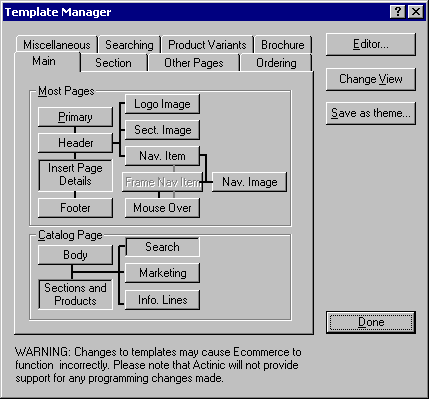 Template Manager
Miscellaneous Searching Product Variants Brochure
Main Section Other Pages Ordering
Editor...
Change View
Save as theme...
Most Pages
Logo Image
Primary
Sect. Image
Header
Nav. Item
Insert Page
Details
Frame Nav Item
Nav. Image
Footer
Mouse Over
Catalog Page
Body
Search
Marketing
Sections and
Products
Info. Lines
Done
WARNING: Changes to templates may cause Ecommerce to
function incorrectly. Please note that Actinic will not provide
support for any programming changes made.